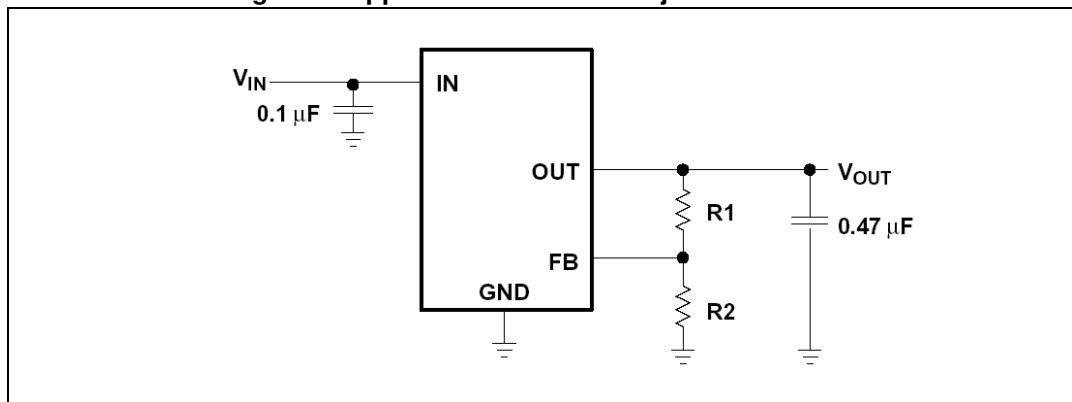 V_IN
IN
0.1 μF
OUT
V_OUT
R1
0.47 μF
FB
GND
R2